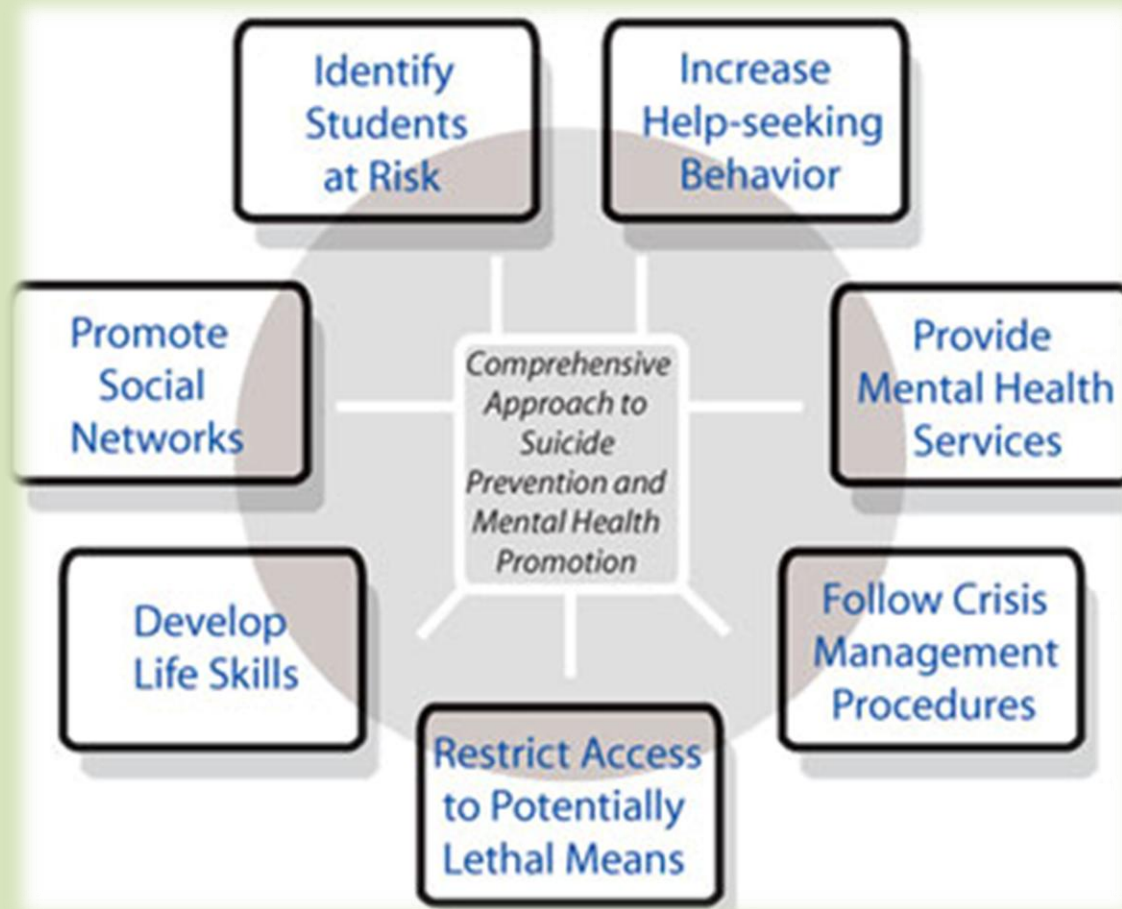 Identify
Students
at Risk
Increase
Help-seeking
Behavior
Promote
Social
Networks
Comprehensive
Approach to
Suicide
Prevention and
Mental Health
Promotion
Provide
Mental Health
Services
Develop
Life Skills
Follow Crisis
Management
Procedures
Restrict Access
to Potentially
Lethal Means